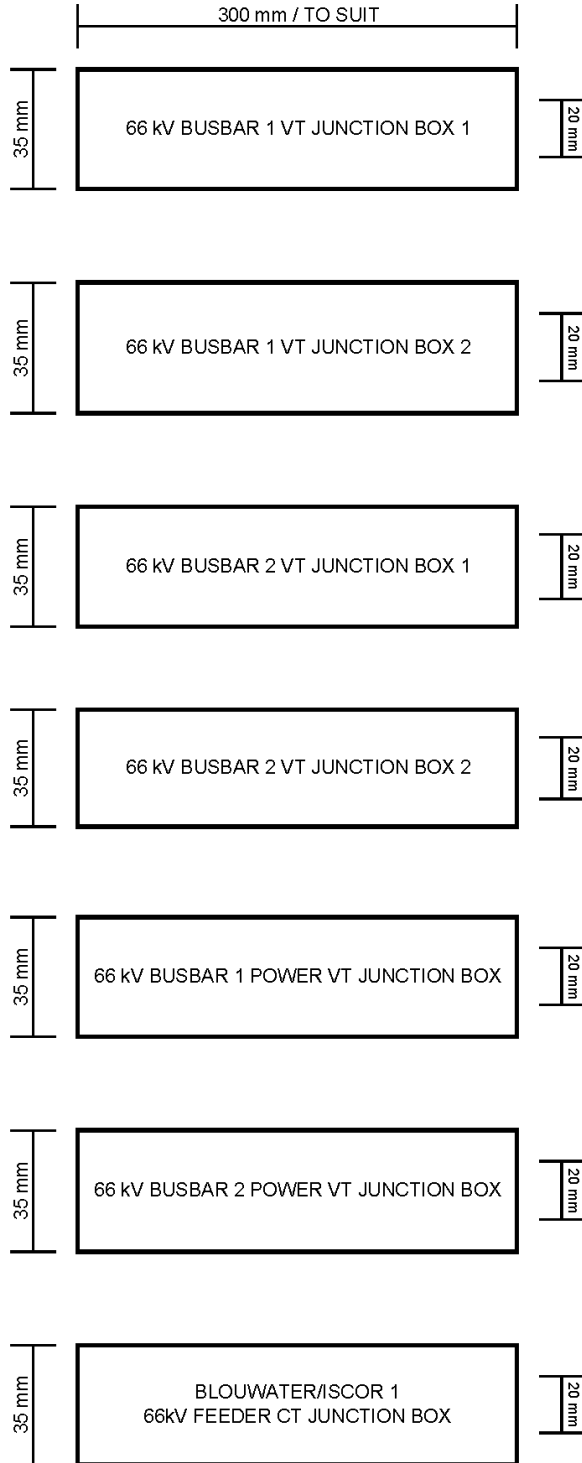 300 mm / TO SUIT
35 mm
66 kV BUSBAR 1 VT JUNCTION BOX 1
20 mm
35 mm
66 kV BUSBAR 1 VT JUNCTION BOX 2
20 mm
35 mm
66 kV BUSBAR 2 VT JUNCTION BOX 1
20 mm
35 mm
66 kV BUSBAR 2 VT JUNCTION BOX 2
20 mm
35 mm
66 kV BUSBAR 1 POWER VT JUNCTION BOX
20 mm
35 mm
66 kV BUSBAR 2 POWER VT JUNCTION BOX
20 mm
35 mm
BLOUWATER/ISCOR 1
66kV FEEDER CT JUNCTION BOX
20 mm